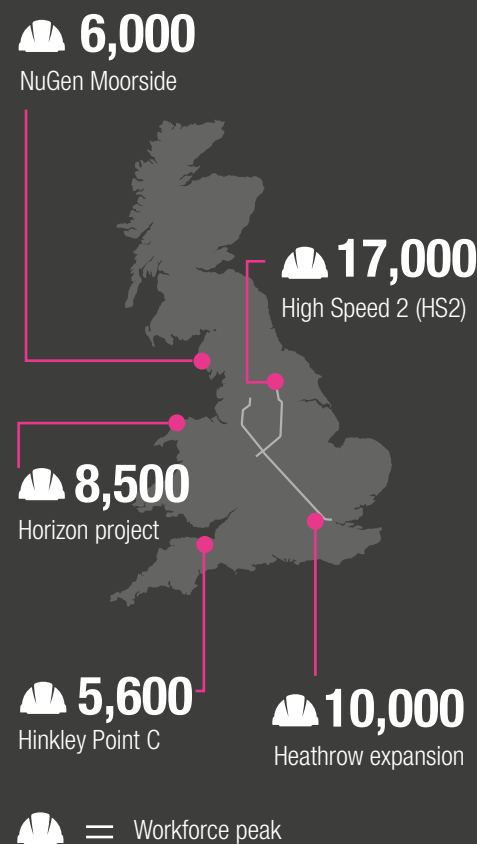 6,000
NuGen Moorside
17,000
High Speed 2 (HS2)
8,500
Horizon project
5,600
Hinkley Point C
10,000
Heathrow expansion
= Workforce peak